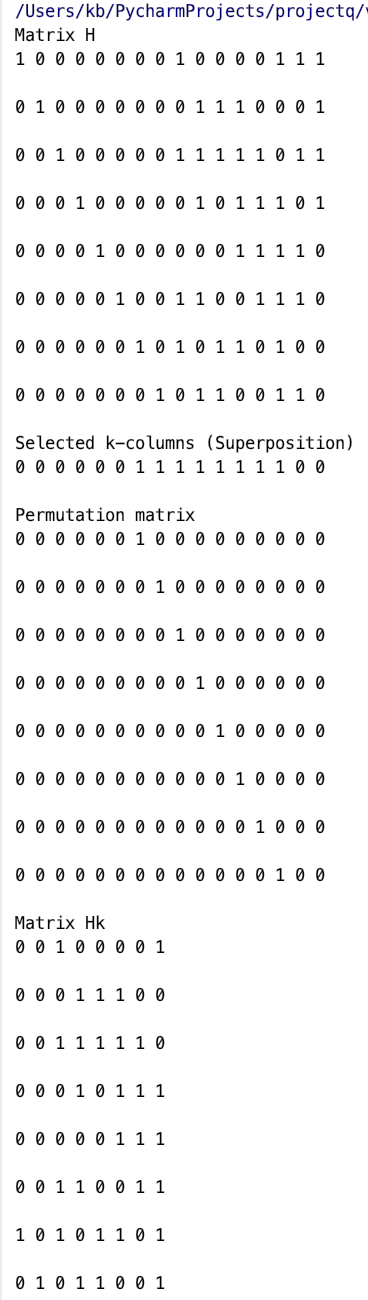 /Users/kb/PycharmProjects/projectq/
Matrix H
1 0 0 0 0 0 0 0 1 0 0 0 0 1 1 1
0 1 0 0 0 0 0 0 0 1 1 1 0 0 0 1
0 0 1 0 0 0 0 0 1 1 1 1 1 0 1 1
0 0 0 1 0 0 0 0 0 1 0 1 1 1 0 1
0 0 0 0 1 0 0 0 0 0 0 1 1 1 1 0
0 0 0 0 0 1 0 0 1 1 0 0 1 1 1 0
0 0 0 0 0 0 1 0 1 0 1 1 0 1 0 0
0 0 0 0 0 0 0 1 0 1 1 0 0 1 1 0
Selected k-columns (Superposition)
0 0 0 0 0 0 1 1 1 1 1 1 1 1 0 0
Permutation matrix
0 0 0 0 0 0 1 0 0 0 0 0 0 0 0 0
0 0 0 0 0 0 0 1 0 0 0 0 0 0 0 0
0 0 0 0 0 0 0 0 1 0 0 0 0 0 0 0
0 0 0 0 0 0 0 0 0 1 0 0 0 0 0 0
0 0 0 0 0 0 0 0 0 0 1 0 0 0 0 0
0 0 0 0 0 0 0 0 0 0 0 1 0 0 0 0
0 0 0 0 0 0 0 0 0 0 0 0 1 0 0 0
0 0 0 0 0 0 0 0 0 0 0 0 0 1 0 0
Matrix Hk
0 0 1 0 0 0 0 1
0 0 0 1 1 1 0 0
0 0 1 1 1 1 1 0
0 0 0 1 0 1 1 1
0 0 0 0 0 1 1 1
0 0 1 1 0 0 1 1
1 0 1 0 1 1 0 1
0 1 0 1 1 0 0 1